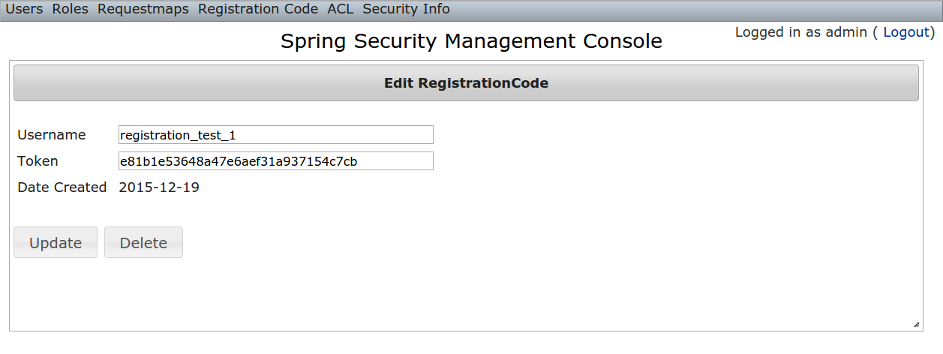 Users Roles Requestmaps Registration Code ACL Security Info
Logged in as admin ( Logout)
Spring Security Management Console
Edit RegistrationCode
Username registration_test_1
Token e81b1e53648a47e6aef31a937154c7cb
Date Created 2015-12-19
Update Delete